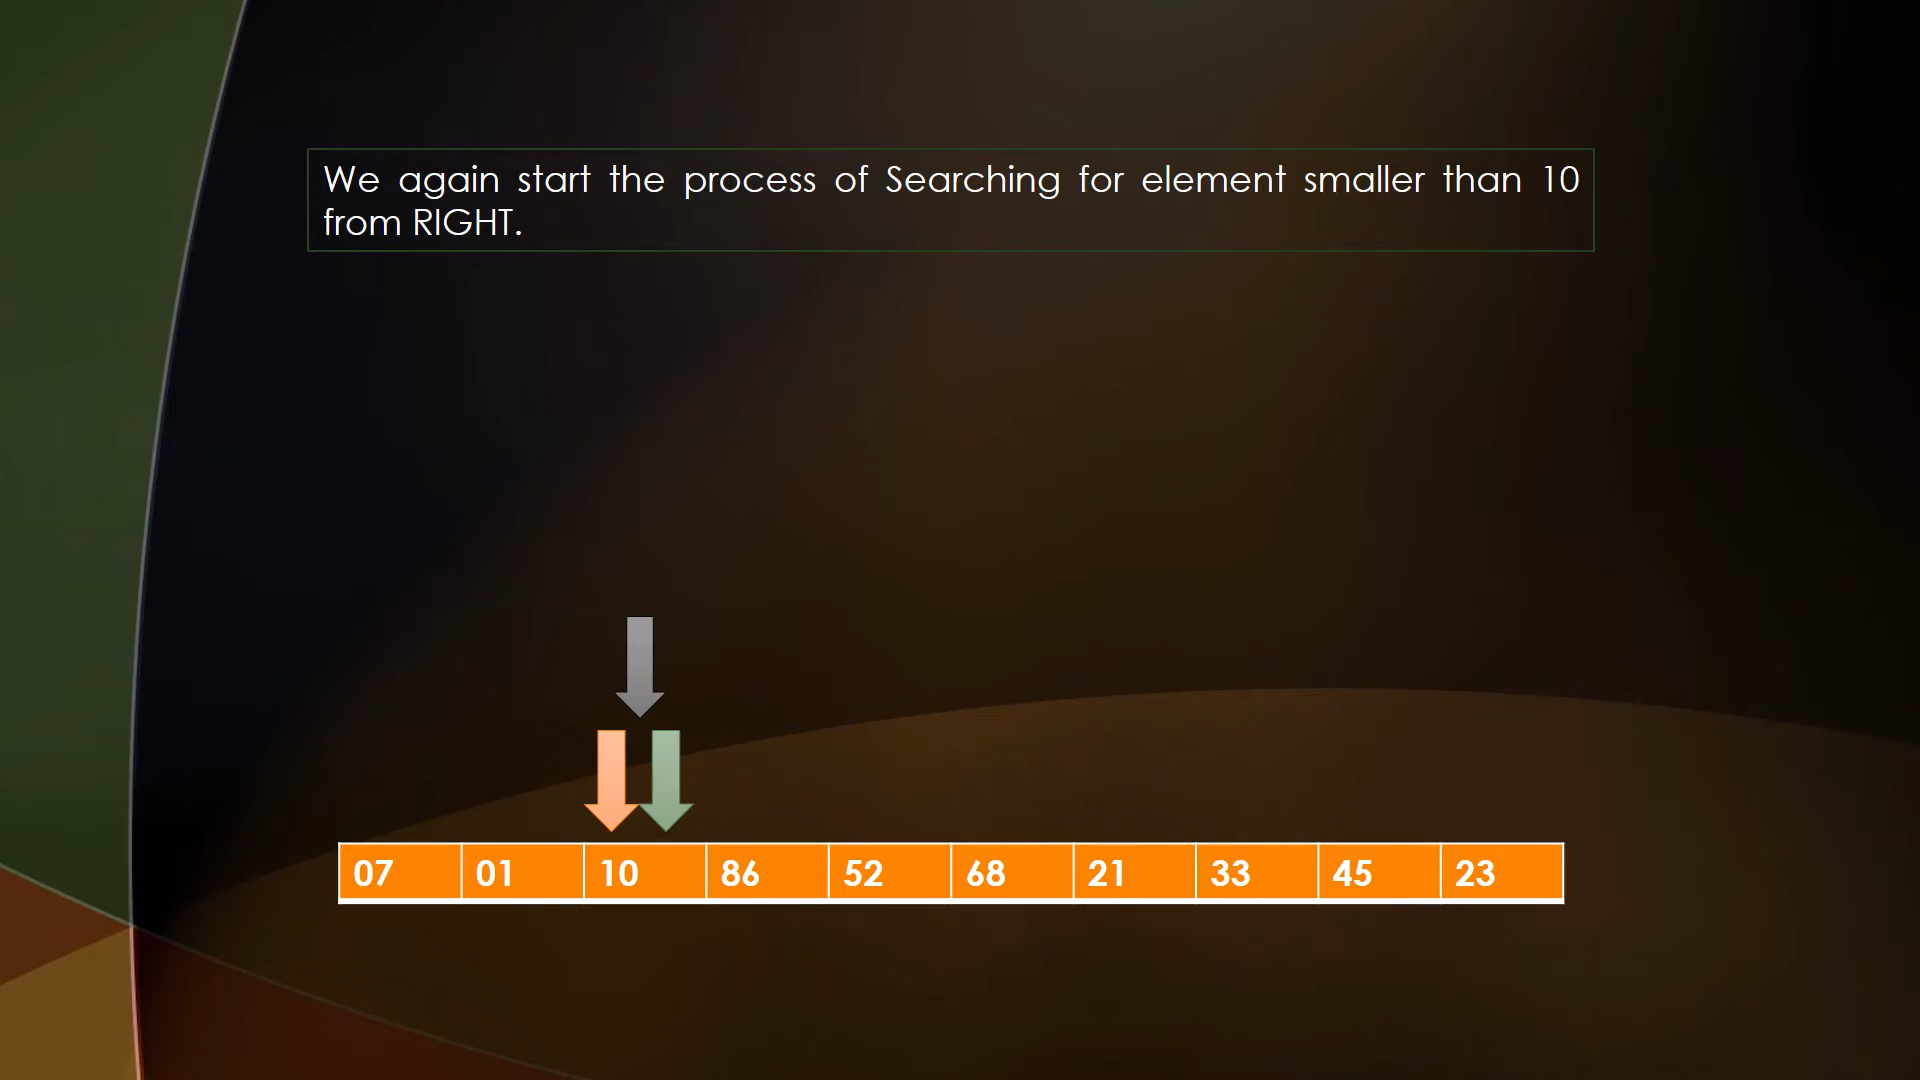 We again start the process of Searching for element smaller than 10
from RIGHT.
07 01 10 86 52 68 21 33 45 23